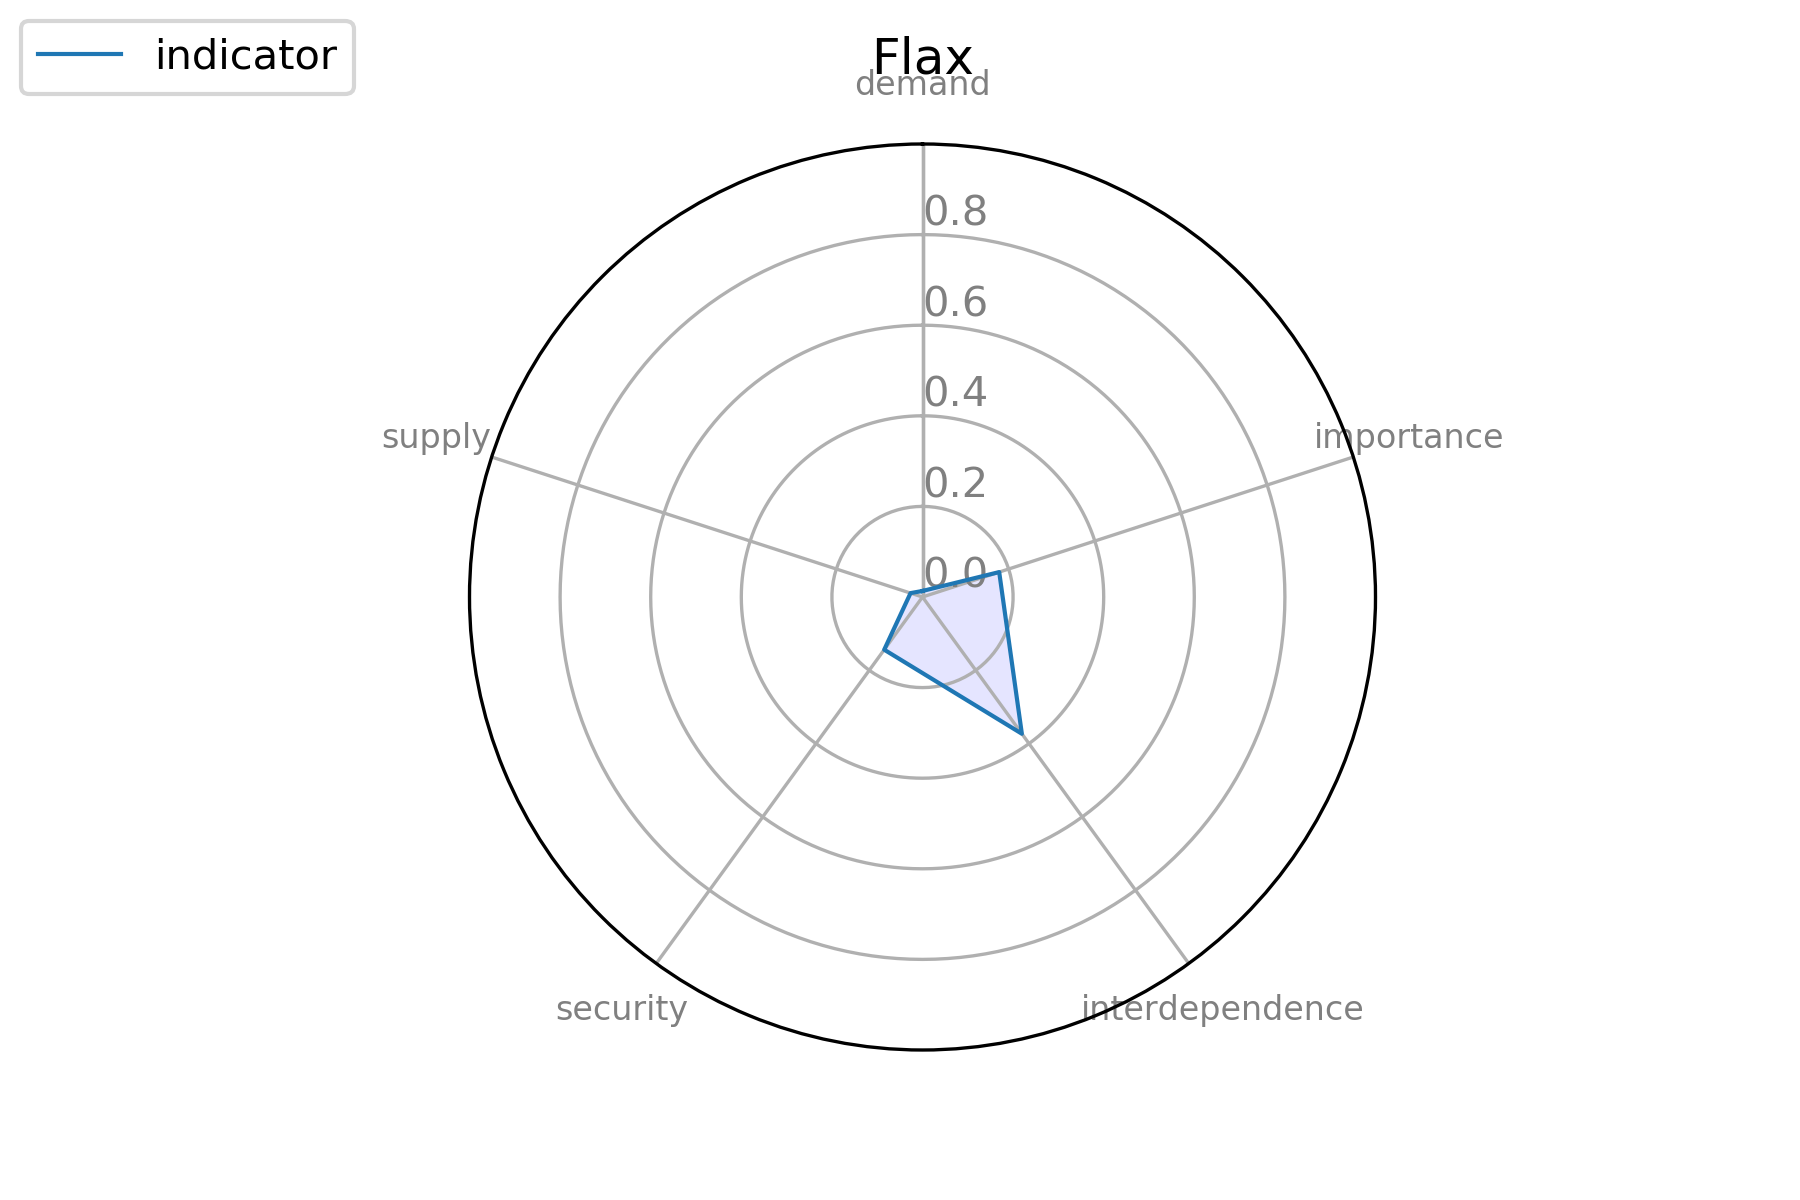 indicator
Flax
demand
0.8
0.6
0.4
0.2
0.0
supply
importance
security
interdependence